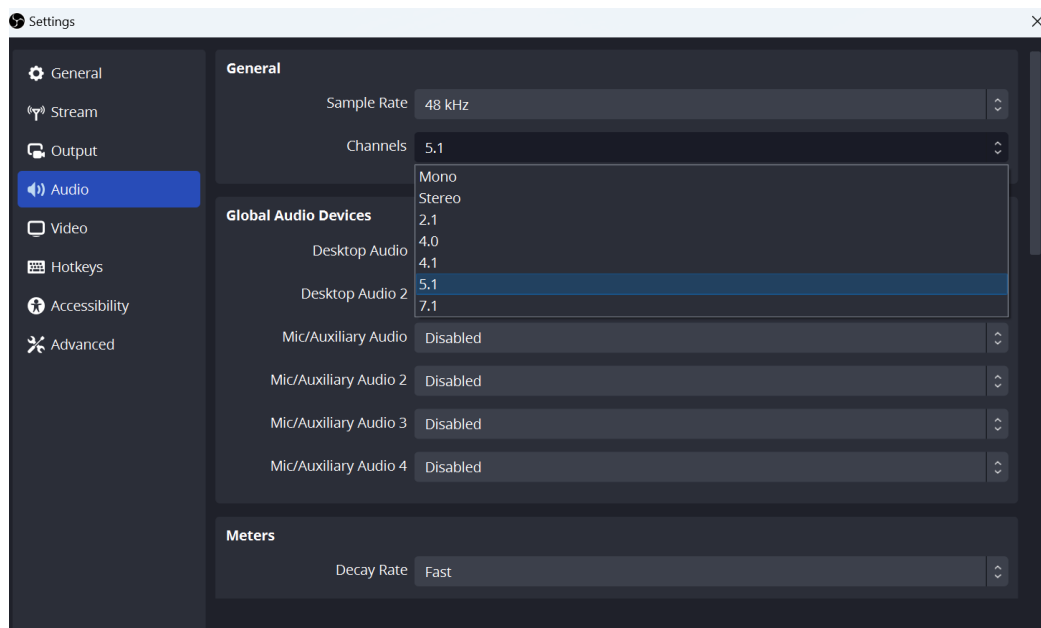 Settings
General
Stream
Output
Audio
Video
Hotkeys
Accessibility
Advanced
General
Sample Rate 48 kHz
Channels 5.1
Mono
Stereo
2.1
4.0
4.1
5.1
7.1
Global Audio Devices
Desktop Audio
Desktop Audio 2
Mic/Auxiliary Audio Disabled
Mic/Auxiliary Audio 2 Disabled
Mic/Auxiliary Audio 3 Disabled
Mic/Auxiliary Audio 4 Disabled
Meters
Decay Rate Fast